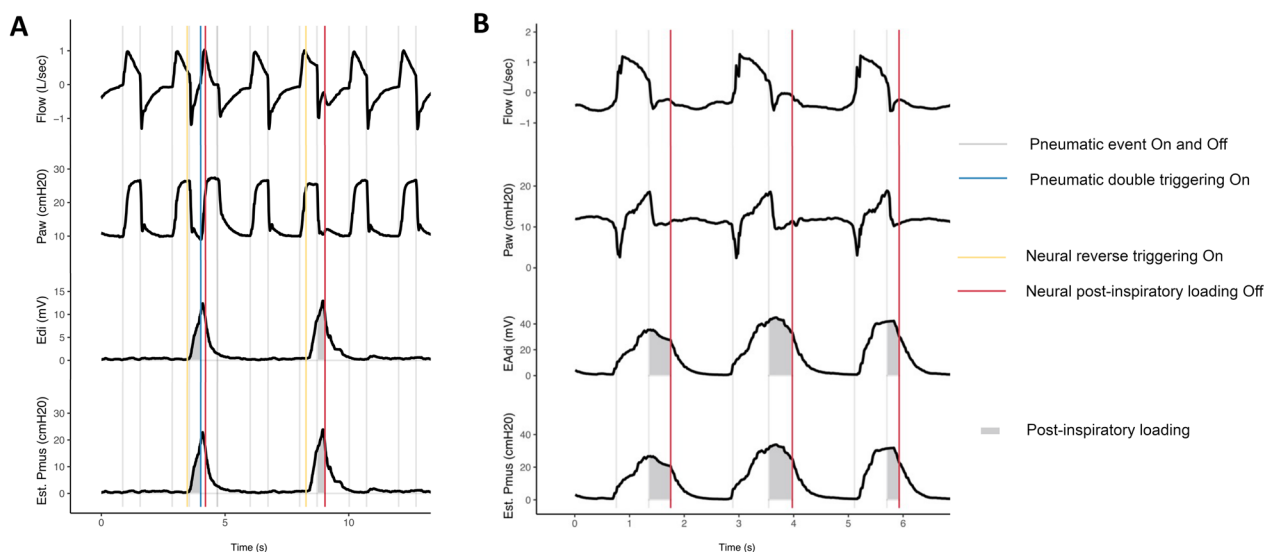 A
Flow (L/sec)
1
0
−1
Paw (cmH20)
30
20
10
Edi (mV)
15
10
5
0
Est. Pmus (cmH20)
30
20
10
0
0
5
10
Time (s)
B
Flow (L/sec)
2
1
0
−1
Paw (cmH20)
20
10
0
EAdi (mV)
40
20
0
Est. Pmus (cmH20)
40
20
0
0
1
2
3
4
5
6
Time (s)
Pneumatic event On and Off
Pneumatic double triggering On
Neural reverse triggering On
Neural post-inspiratory loading Off
Post-inspiratory loading